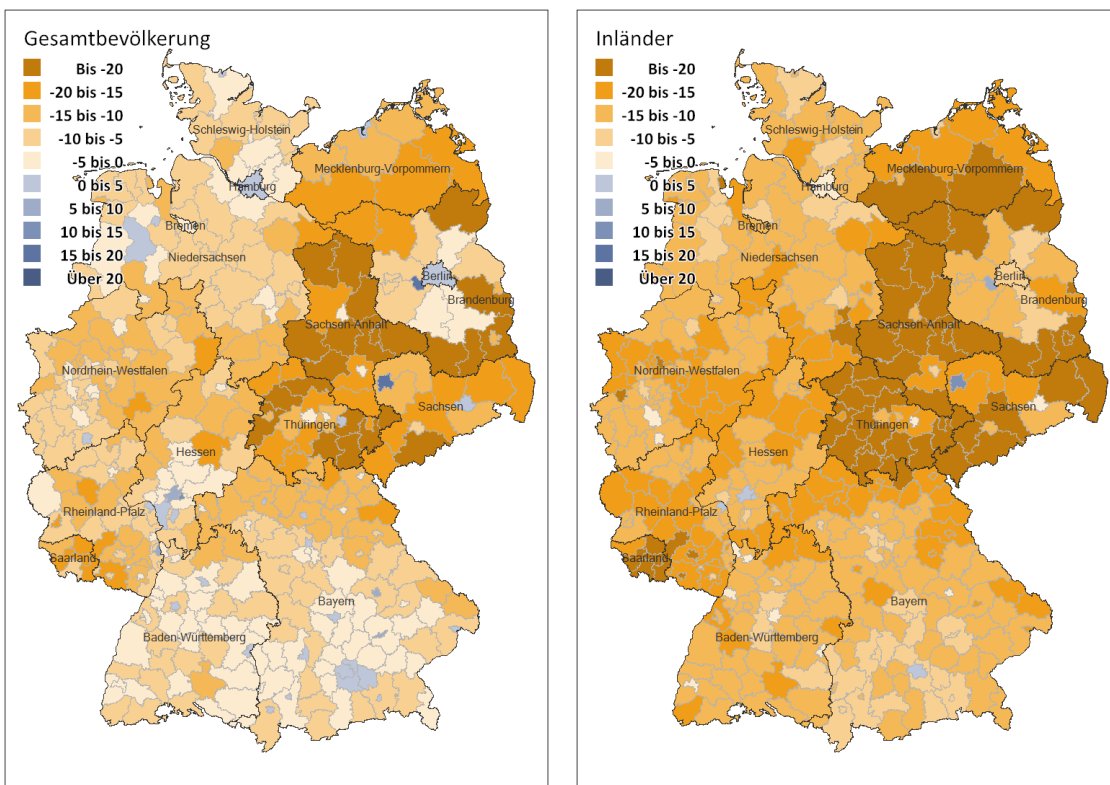 Gesamtbevölkerung
Bis -20
-20 bis -15
-15 bis -10
-10 bis -5
-5 bis 0
0 bis 5
5 bis 10
10 bis 15
15 bis 20
Über 20
Schleswig-Holstein
Mecklenburg-Vorpommern
Hamburg
Bremen
Niedersachsen
Berlin
Brandenburg
Sachsen-Anhalt
Nordrhein-Westfalen
Sachsen
Thüringen
Hessen
Rheinland-Pfalz
Saarland
Bayern
Baden-Württemberg
Inländer
Bis -20
-20 bis -15
-15 bis -10
-10 bis -5
-5 bis 0
0 bis 5
5 bis 10
10 bis 15
15 bis 20
Über 20
Schleswig-Holstein
Mecklenburg-Vorpommern
Hamburg
Bremen
Niedersachsen
Berlin
Brandenburg
Sachsen-Anhalt
Nordrhein-Westfalen
Sachsen
Thüringen
Hessen
Rheinland-Pfalz
Saarland
Bayern
Baden-Württemberg